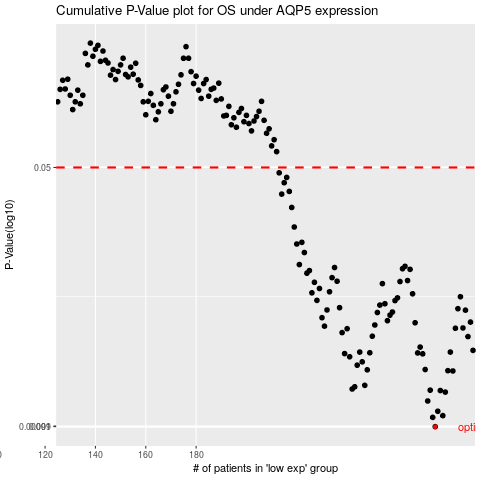 Cumulative P-Value plot for OS under AQP5 expression
P-Value(log10)
0.05
opti
0 120 140 160 180
# of patients in 'low exp' group